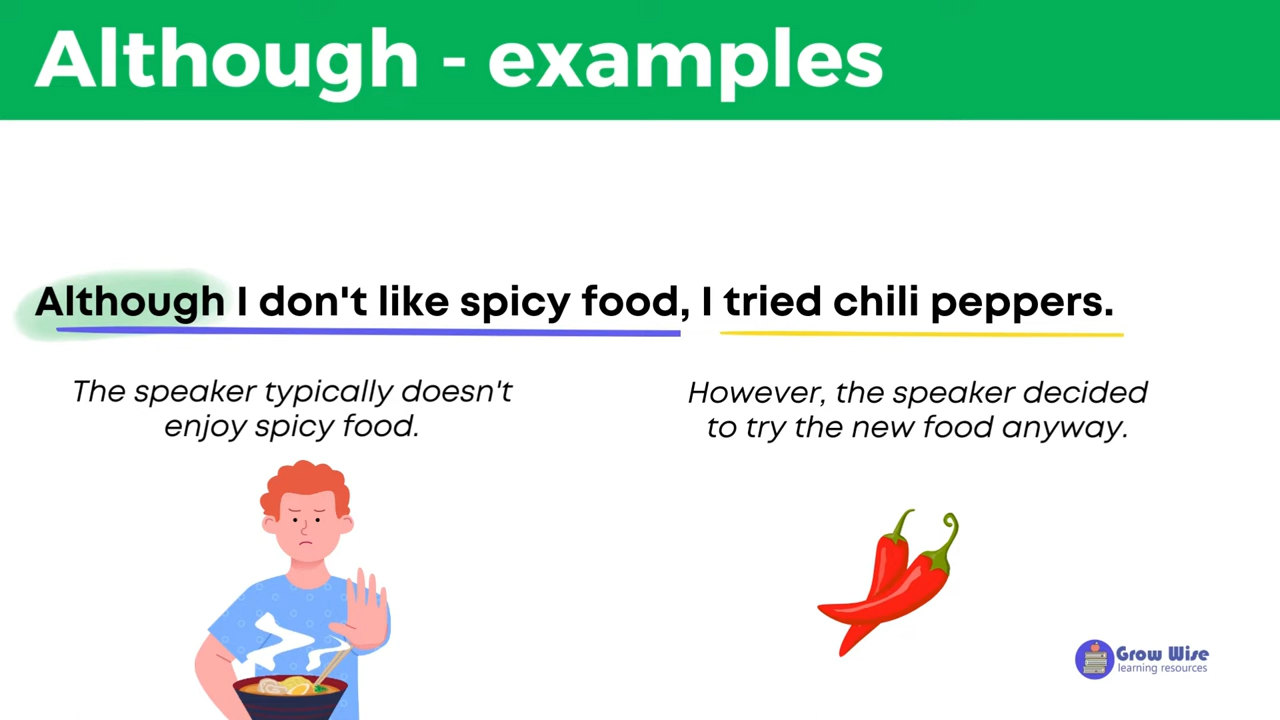 Although - examples
Although I don't like spicy food, I tried chili peppers.
The speaker typically doesn't
enjoy spicy food.
However, the speaker decided
to try the new food anyway.
Grow Wise
learning resources